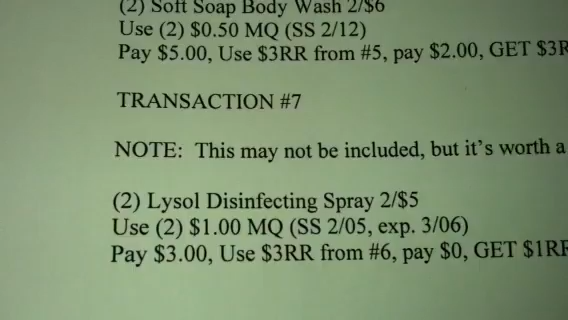 (2) Soft Soap Body Wash 2/$6
Use (2) $0.50 MQ (SS 2/12)
Pay $5.00, Use $3RR from #5, pay $2.00, GET $3R
TRANSACTION #7
NOTE: This may not be included, but it's worth a
(2) Lysol Disinfecting Spray 2/$5
Use (2) $1.00 MQ (SS 2/05, exp. 3/06)
Pay $3.00, Use $3RR from #6, pay $0, GET $1RR